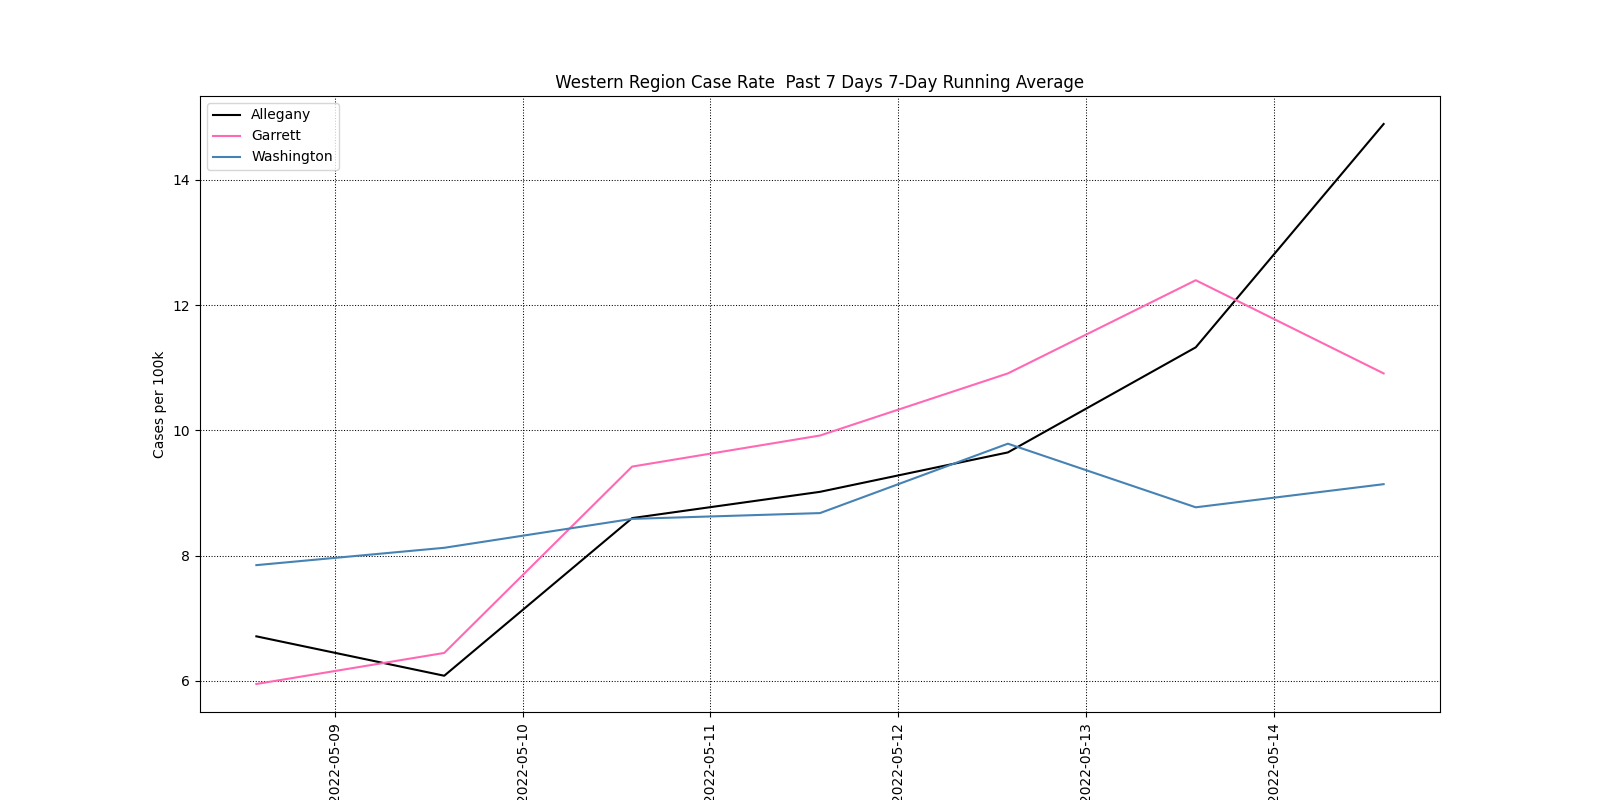 Western Region Case Rate  Past 7 Days 7-Day Running Average
Allegany
Garrett
Washington
Cases per 100k
14
12
10
8
6
2022-05-09
2022-05-10
2022-05-11
2022-05-12
2022-05-13
2022-05-14